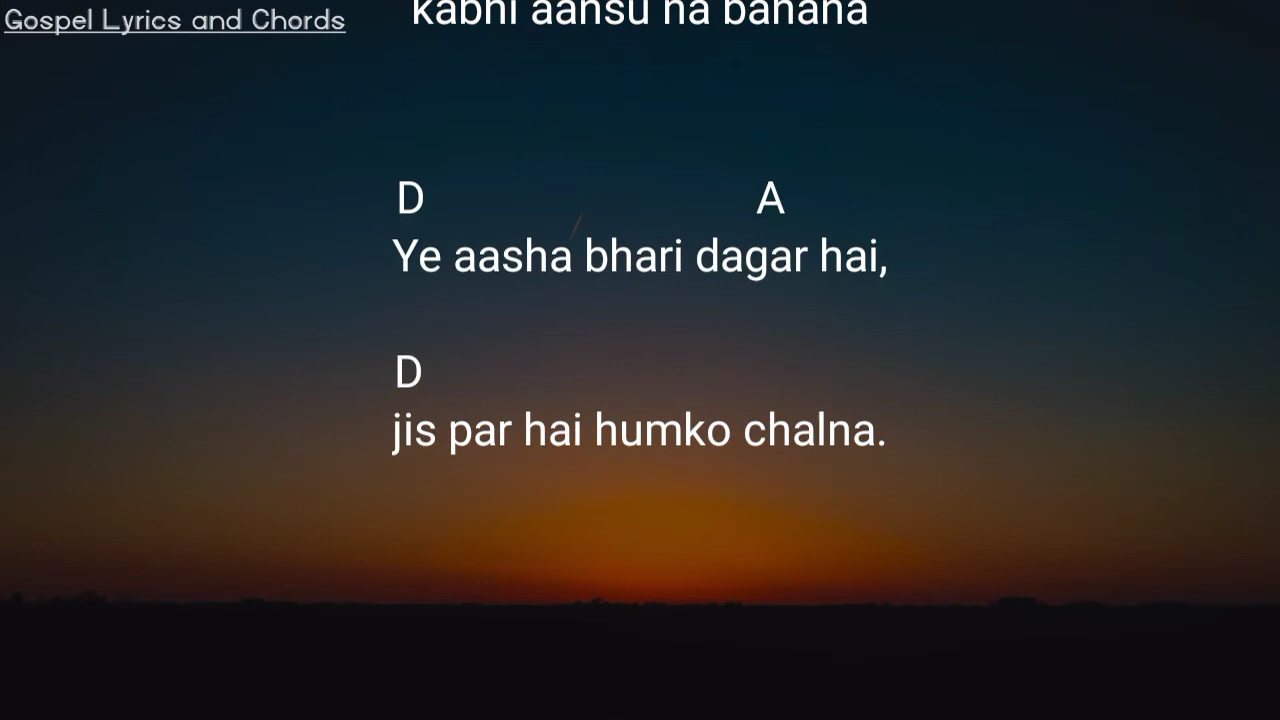 Gospel Lyrics and Chords
kabhi aansu na bahana
D A
Ye aasha bhari dagar hai,
D
jis par hai humko chalna.